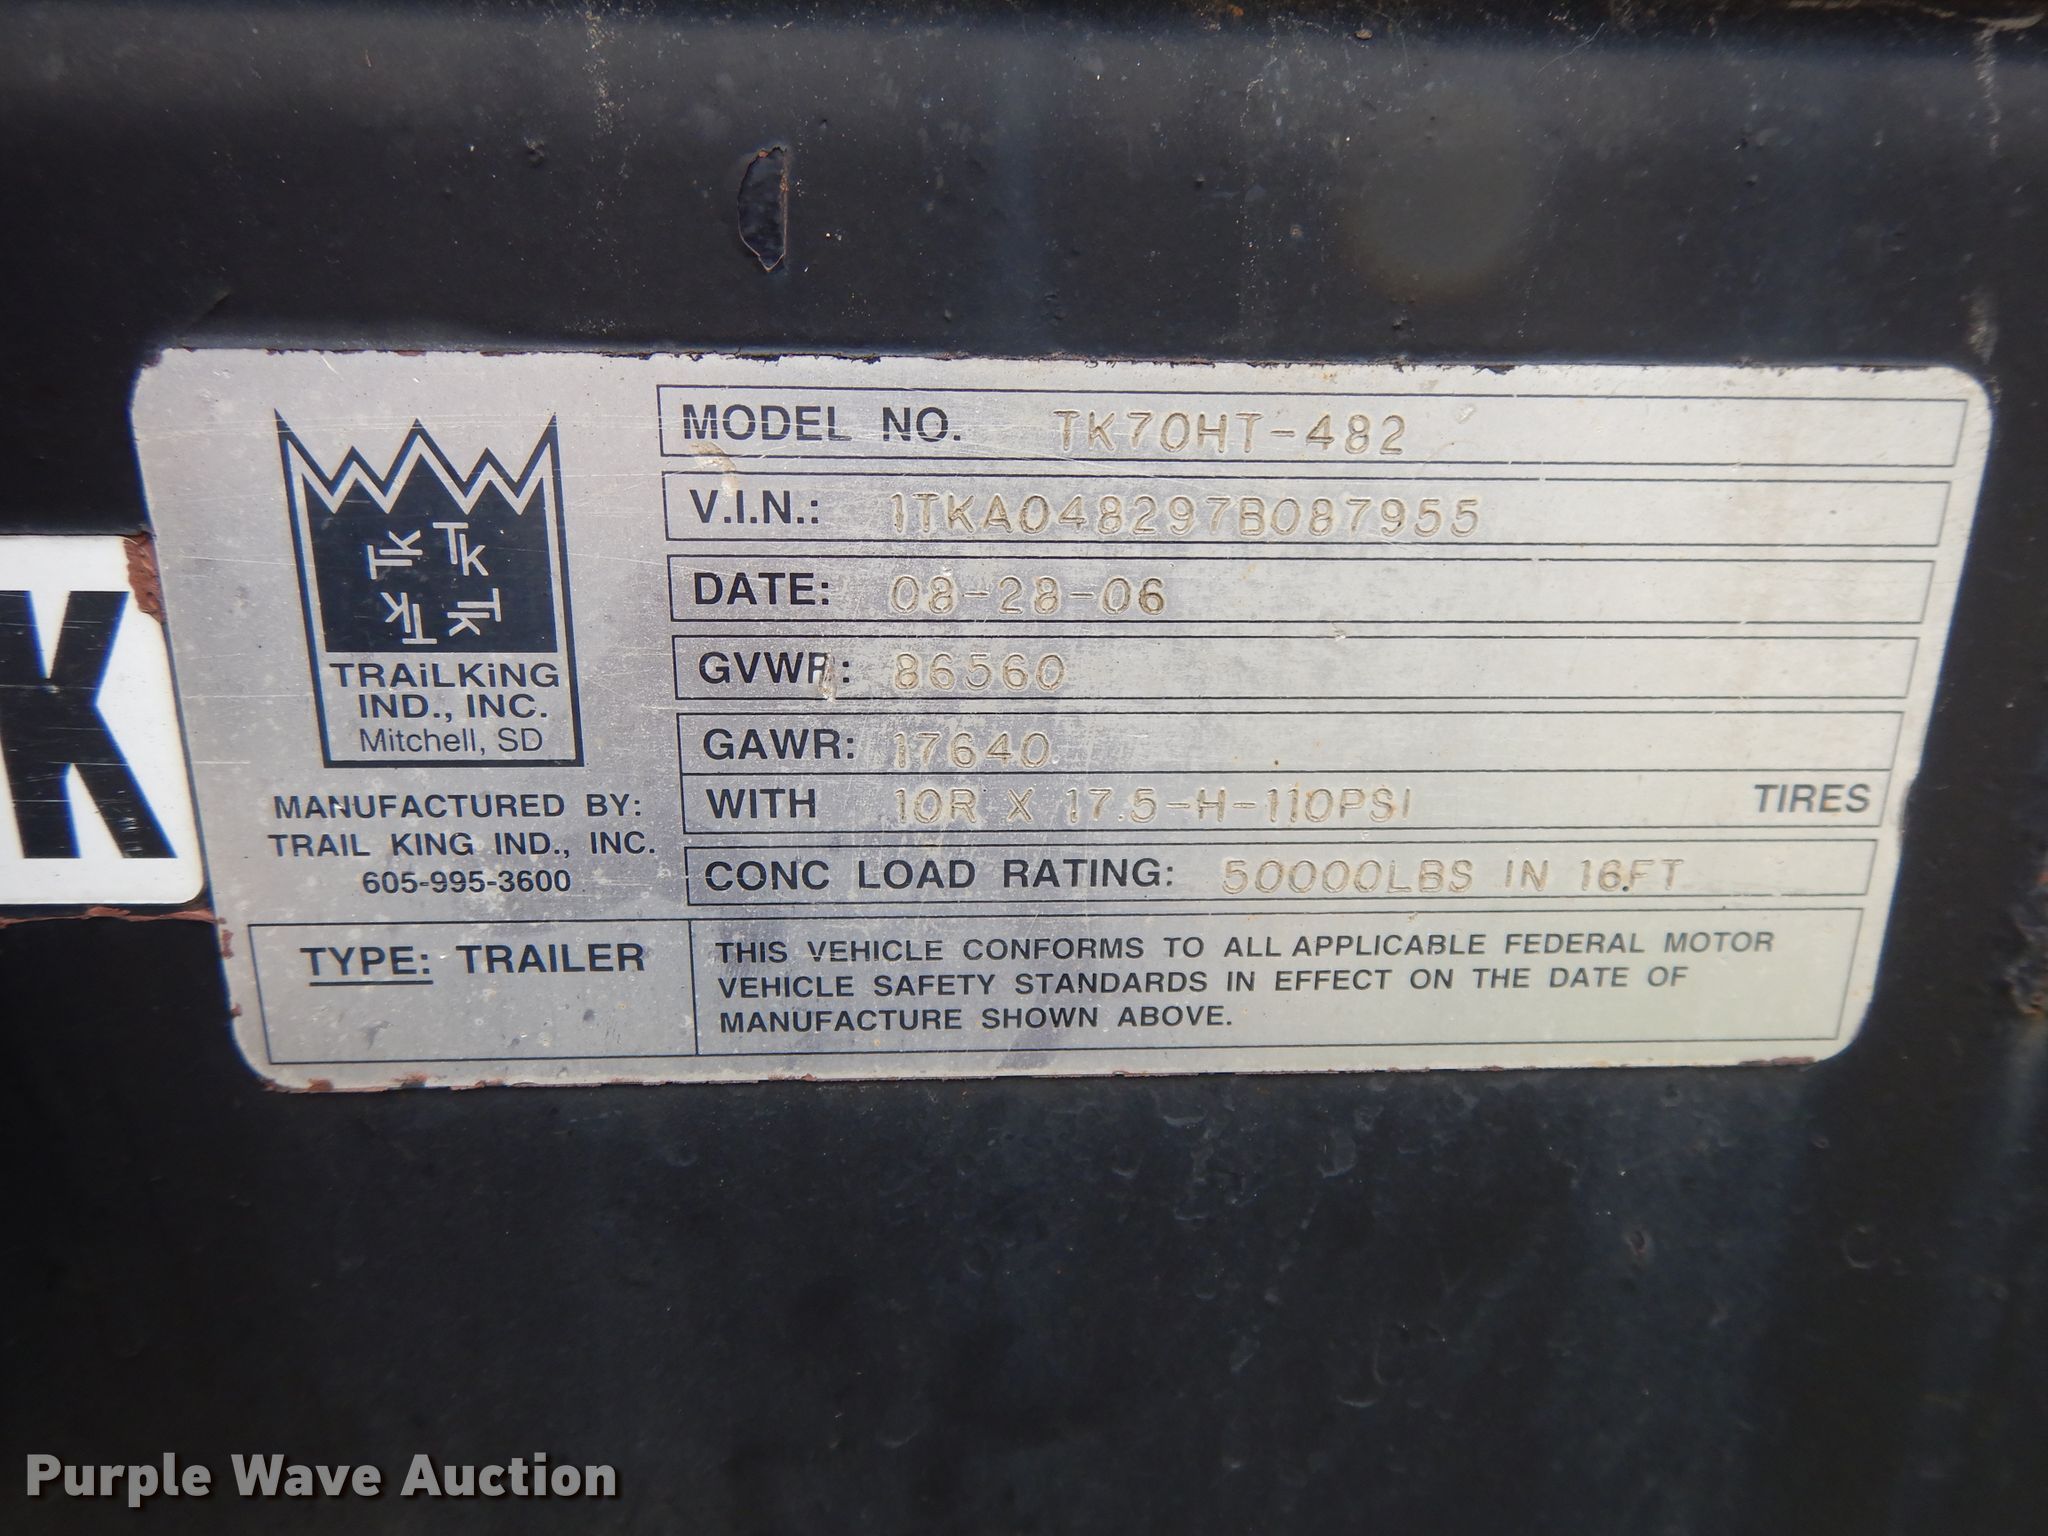 MODEL NO. TK70HT-482
V.I.N.: 1TKA048297B087955
DATE: 08-28-06
GVWR: 86560
GAWR: 17640
WITH 10R X 17.5-H-110PSI TIRES
CONC LOAD RATING: 50000LBS IN 16.FT
TK TK
TK TK
TRAiLKiNG
IND., INC.
Mitchell, SD
MANUFACTURED BY:
TRAIL KING IND., INC.
605-995-3600
TYPE: TRAILER
THIS VEHICLE CONFORMS TO ALL APPLICABLE FEDERAL MOTOR
VEHICLE SAFETY STANDARDS IN EFFECT ON THE DATE OF
MANUFACTURE SHOWN ABOVE.
K
Purple Wave Auction